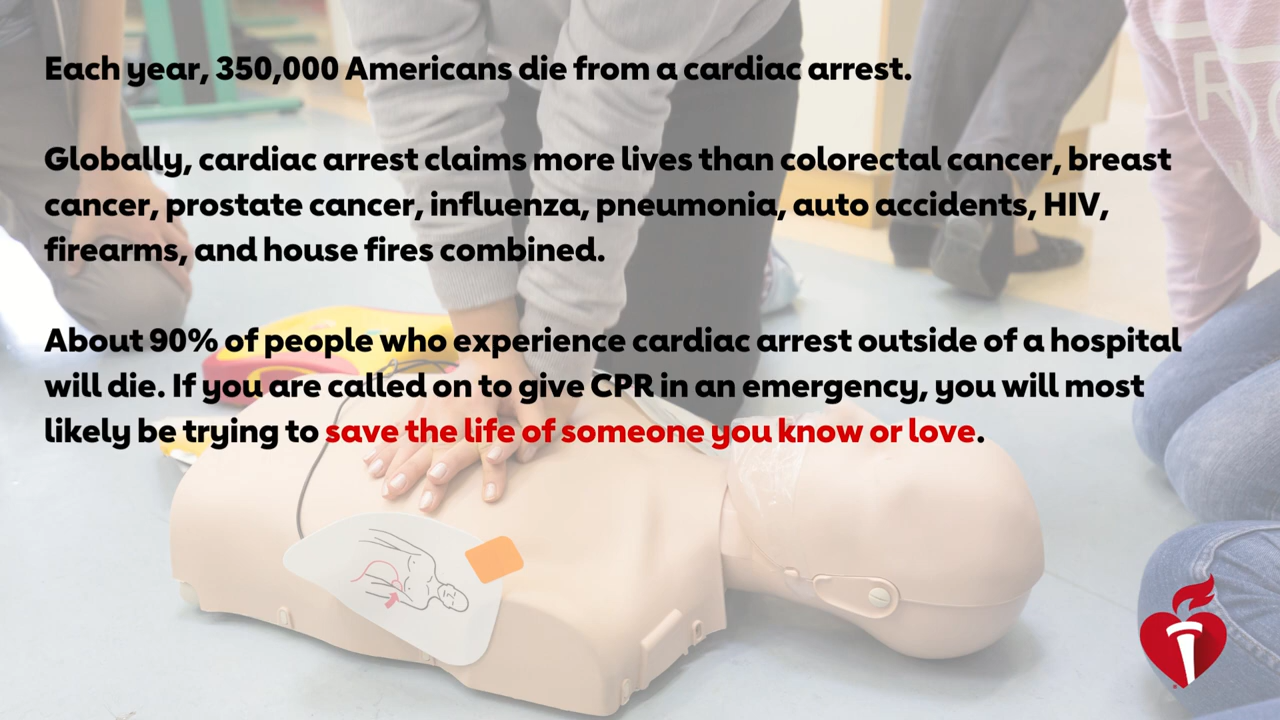 Each year, 350,000 Americans die from a cardiac arrest.
Globally, cardiac arrest claims more lives than colorectal cancer, breast
cancer, prostate cancer, influenza, pneumonia, auto accidents, HIV,
firearms, and house fires combined.
About 90% of people who experience cardiac arrest outside of a hospital
will die. If you are called on to give CPR in an emergency, you will most
likely be trying to save the life of someone you know or love.